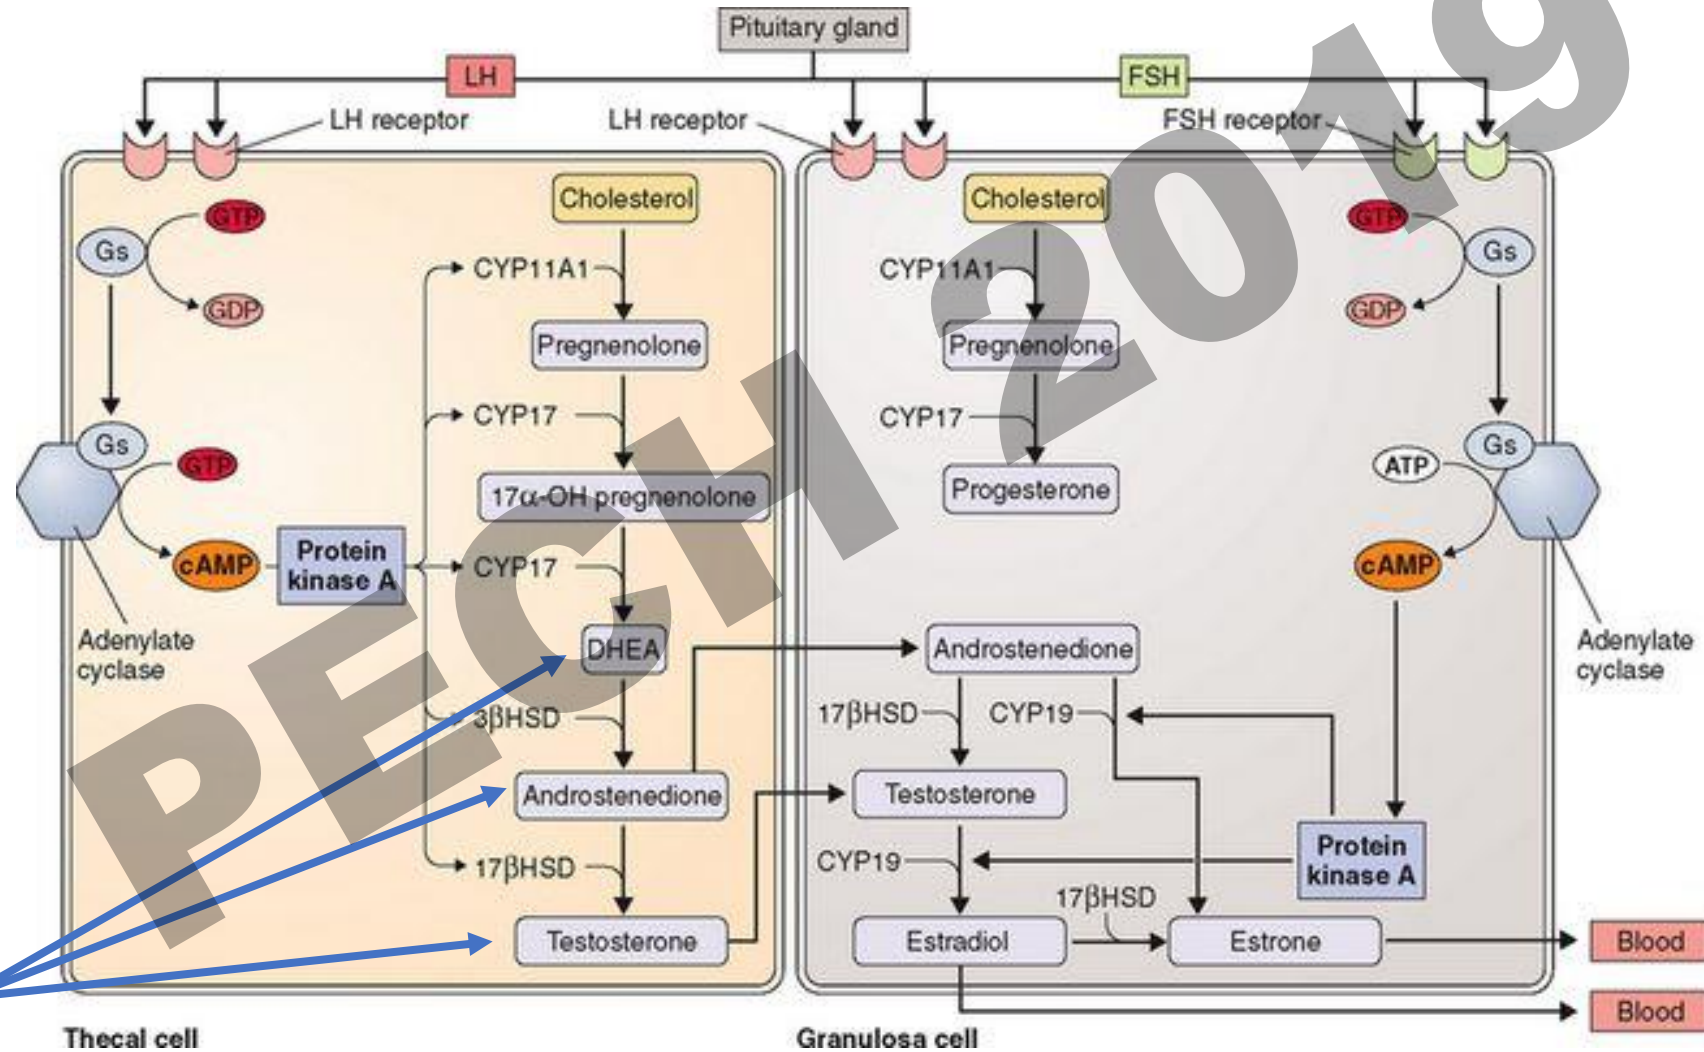 Pituitary gland
LH
FSH
LH receptor
LH receptor
FSH receptor
Cholesterol
GTP
Gs
GDP
CYP11A1
Pregnenolone
CYP17
17α-OH pregnenolone
Gs
GTP
cAMP
Protein
kinase A
CYP17
Adenylate
cyclase
DHEA
3βHSD
Androstenedione
17βHSD
Testosterone
Thecal cell
Cholesterol
GTP
Gs
GDP
CYP11A1
Pregnenolone
CYP17
Progesterone
Gs
ATP
cAMP
Adenylate
cyclase
Androstenedione
17βHSD
CYP19
Testosterone
CYP19
Protein
kinase A
17βHSD
Estradiol
Estrone
Blood
Blood
Granulosa cell
PECH 2019